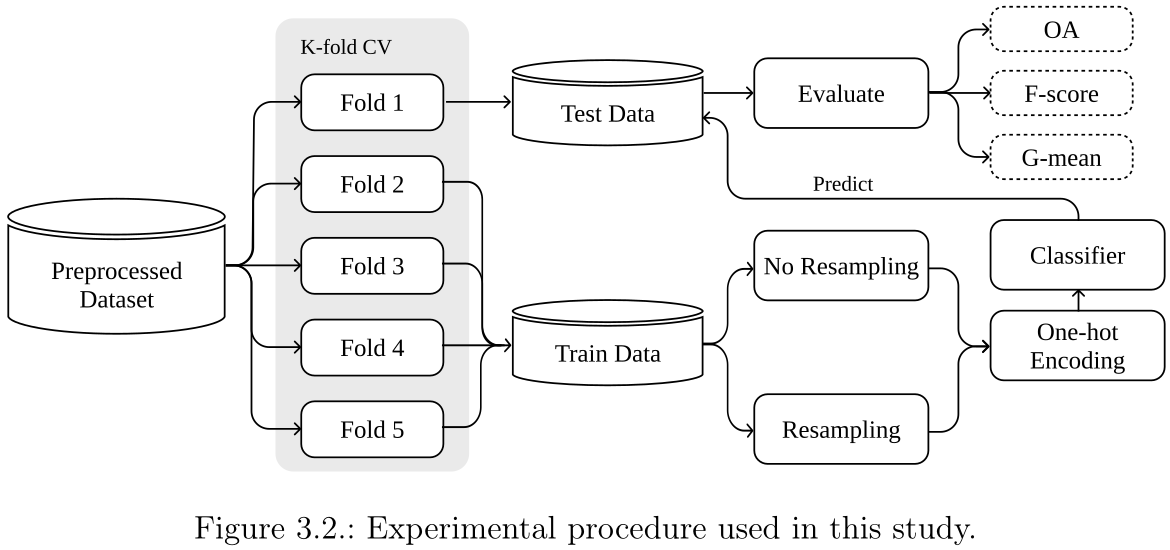 K-fold CV
Fold 1
Fold 2
Fold 3
Fold 4
Fold 5
Preprocessed
Dataset
Test Data
Train Data
Evaluate
OA
F-score
G-mean
Predict
No Resampling
Resampling
Classifier
One-hot
Encoding
Figure 3.2.: Experimental procedure used in this study.